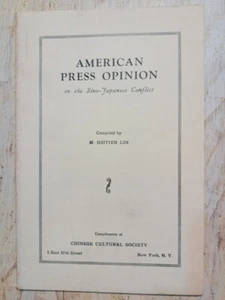 AMERICAN
PRESS OPINION
on the Sino-Japanese Conflict
Compiled by
HSITIEN LIN
Compliments of
CHINESE CULTURAL SOCIETY
New York, N. Y.